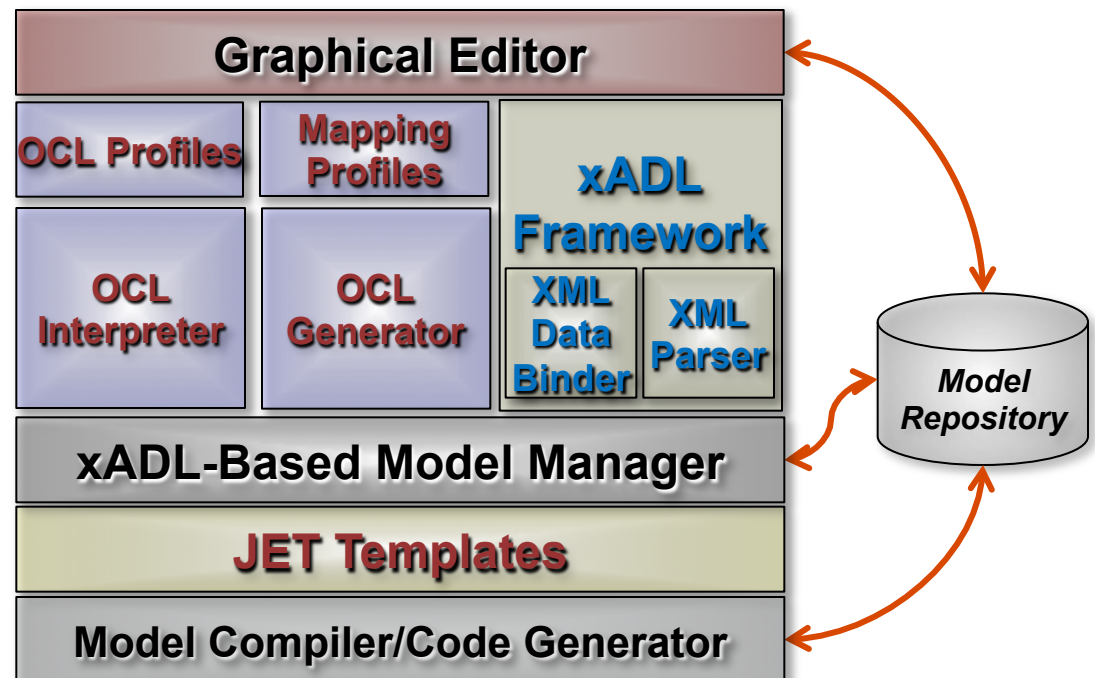 Graphical Editor
OCL Profiles
Mapping
Profiles
xADL
Framework
OCL
Interpreter
OCL
Generator
XML
Data
Binder
XML
Parser
Model
Repository
xADL-Based Model Manager
JET Templates
Model Compiler/Code Generator